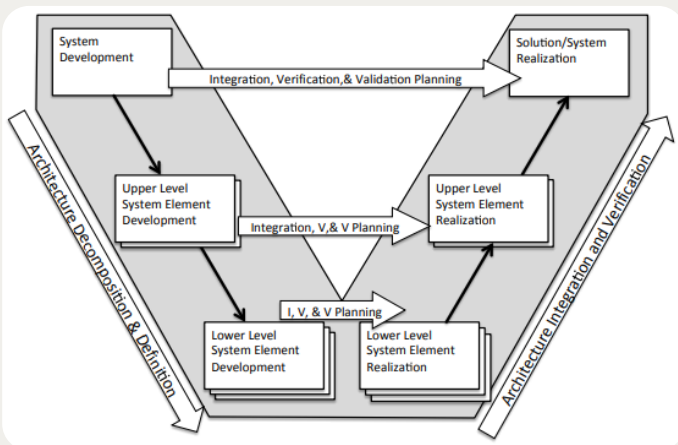 System
Development
Solution/System
Realization
Integration, Verification,& Validation Planning
Architecture Decomposition & Definition
Architecture Integration and Verification
Upper Level
System Element
Development
Upper Level
System Element
Realization
Integration, V,& V Planning
I, V, & V Planning
Lower Level
System Element
Development
Lower Level
System Element
Realization